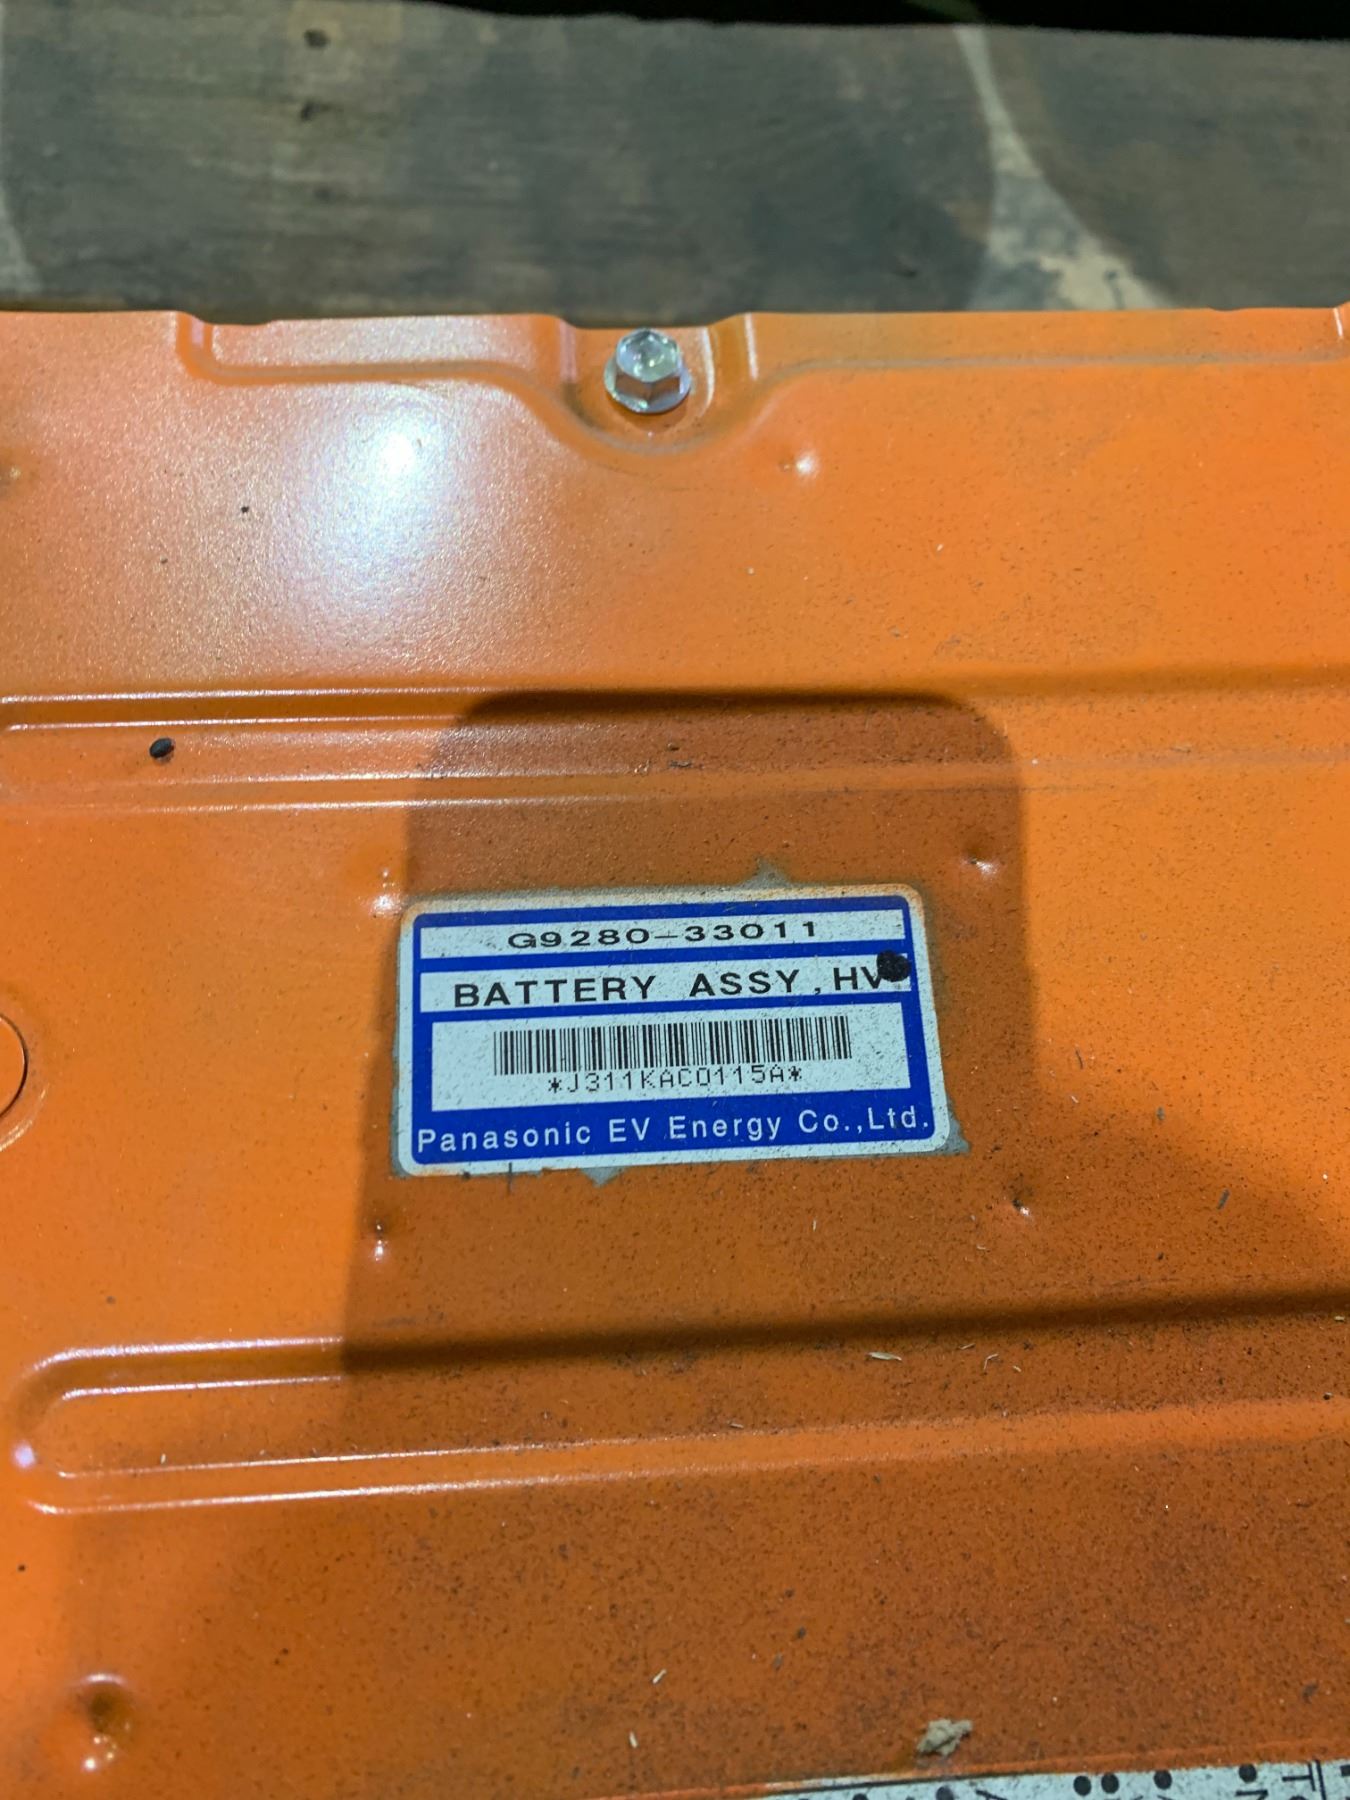 G9280-33011
BATTERY ASSY, HV
*J311KAC0115A*
Panasonic EV Energy Co.,Ltd.